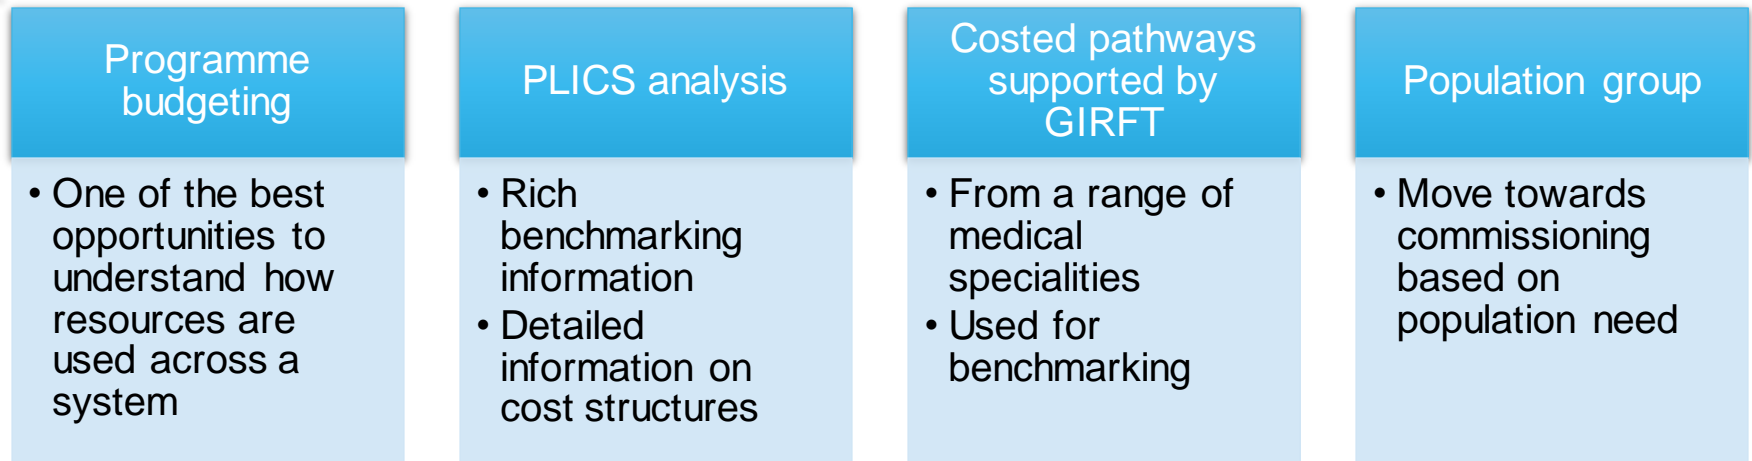 Programme
budgeting
• One of the best
opportunities to
understand how
resources are
used across a
system
PLICS analysis
• Rich
benchmarking
information
• Detailed
information on
cost structures
Costed pathways
supported by
GIRFT
• From a range of
medical
specialities
• Used for
benchmarking
Population group
• Move towards
commissioning
based on
population need